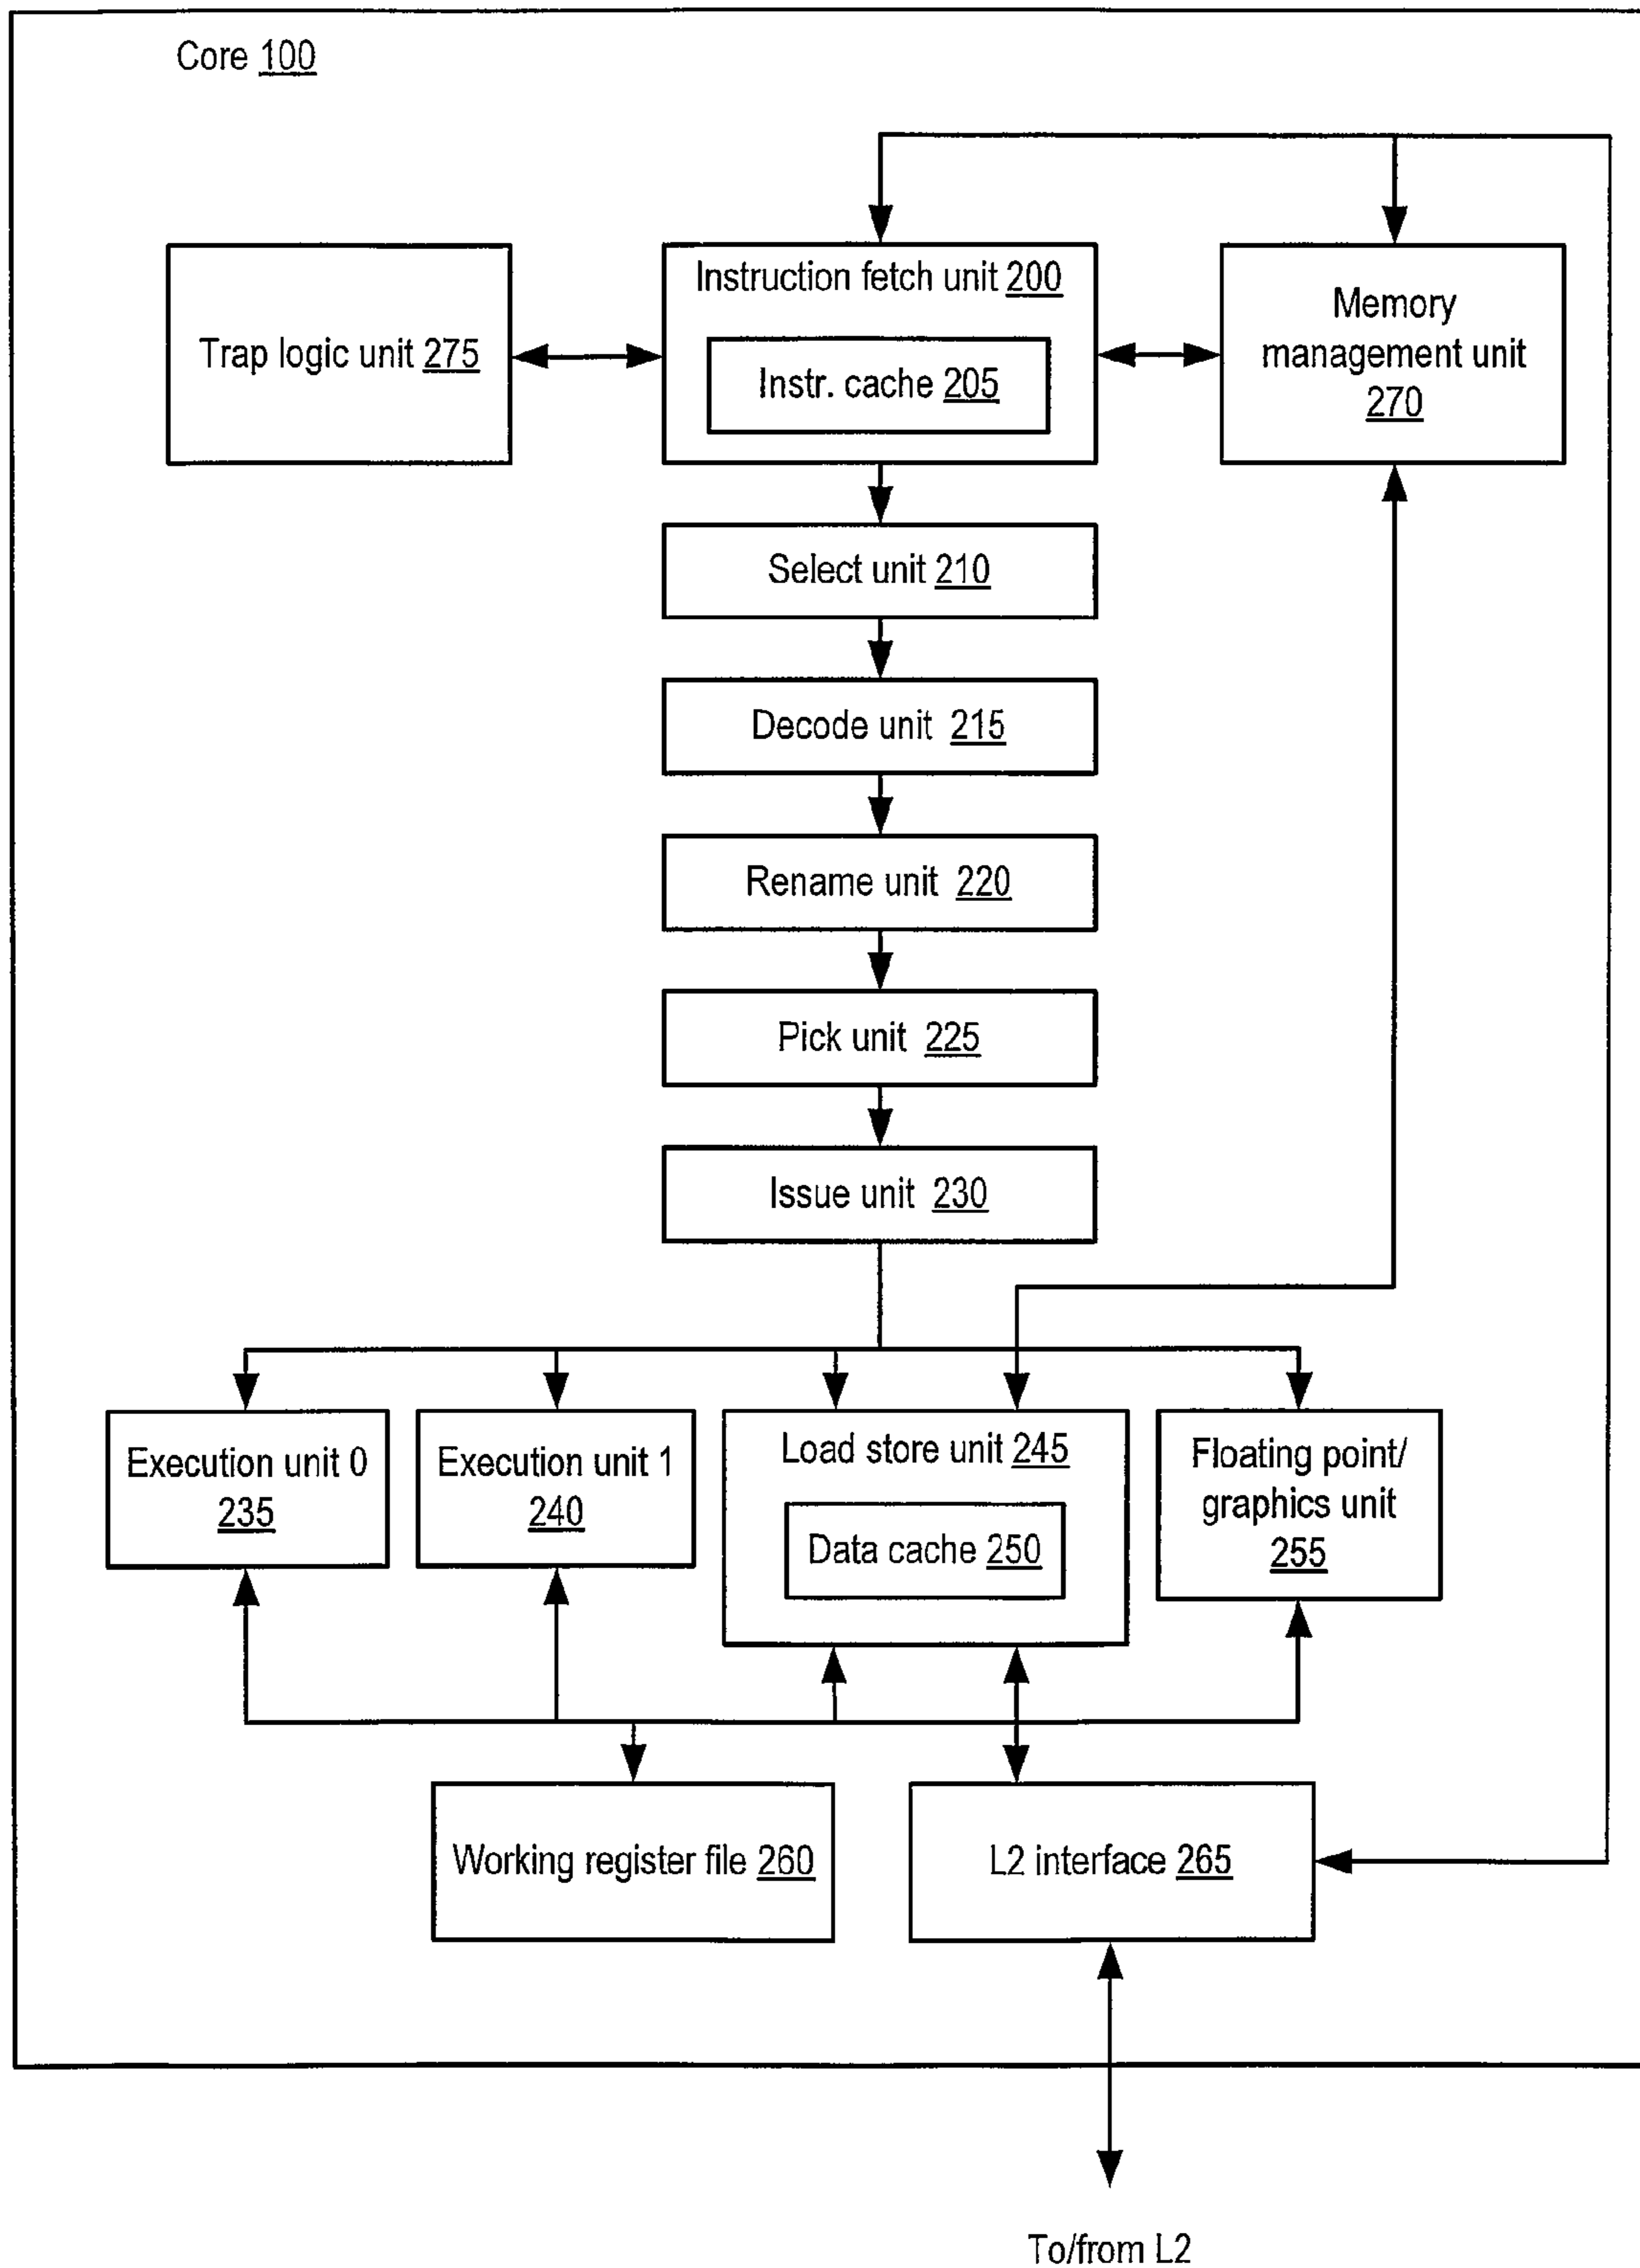 Core 100
Trap logic unit 275
Instruction fetch unit 200
Instr. cache 205
Memory
management unit
270
Select unit 210
Decode unit 215
Rename unit 220
Pick unit 225
Issue unit 230
Execution unit 0
235
Execution unit 1
240
Load store unit 245
Data cache 250
Floating point/
graphics unit
255
Working register file 260
L2 interface 265
To/from L2